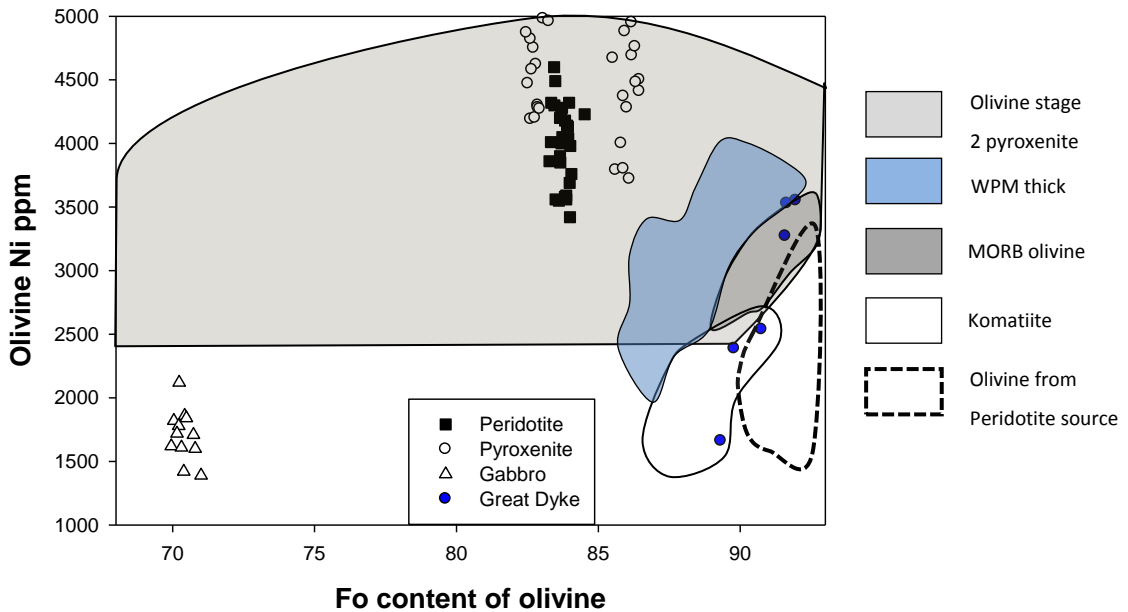 5000
4500
4000
3500
3000
2500
2000
1500
1000
Olivine Ni ppm
70
75
80
85
90
Fo content of olivine
Peridotite
Pyroxenite
Gabbro
Great Dyke
Olivine stage
2 pyroxenite
WPM thick
MORB olivine
Komatiite
Olivine from
Peridotite source